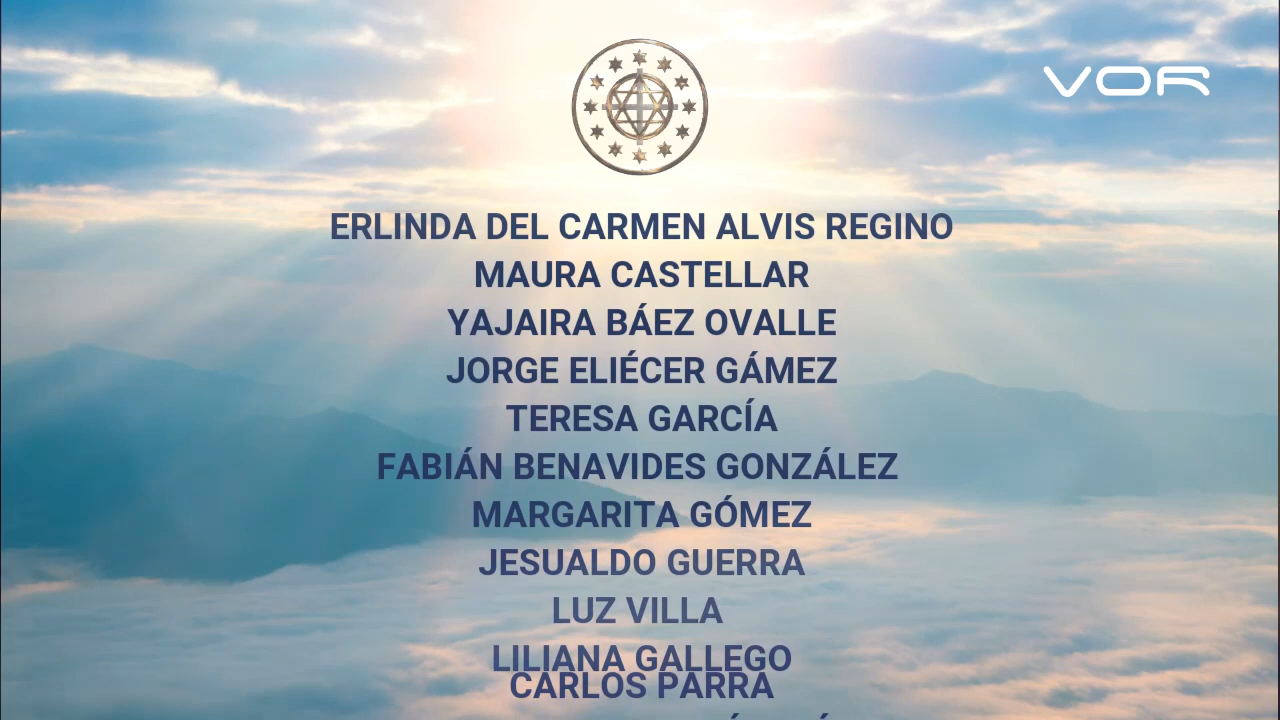 VOR
ERLINDA DEL CARMEN ALVIS REGINO
MAURA CASTELLAR
YAJAIRA BÁEZ OVALLE
JORGE ELIÉCER GÁMEZ
TERESA GARCÍA
FABIÁN BENAVIDES GONZÁLEZ
MARGARITA GÓMEZ
JESUALDO GUERRA
LUZ VILLA
LILIANA GALLEGO
CARLOS PARRA